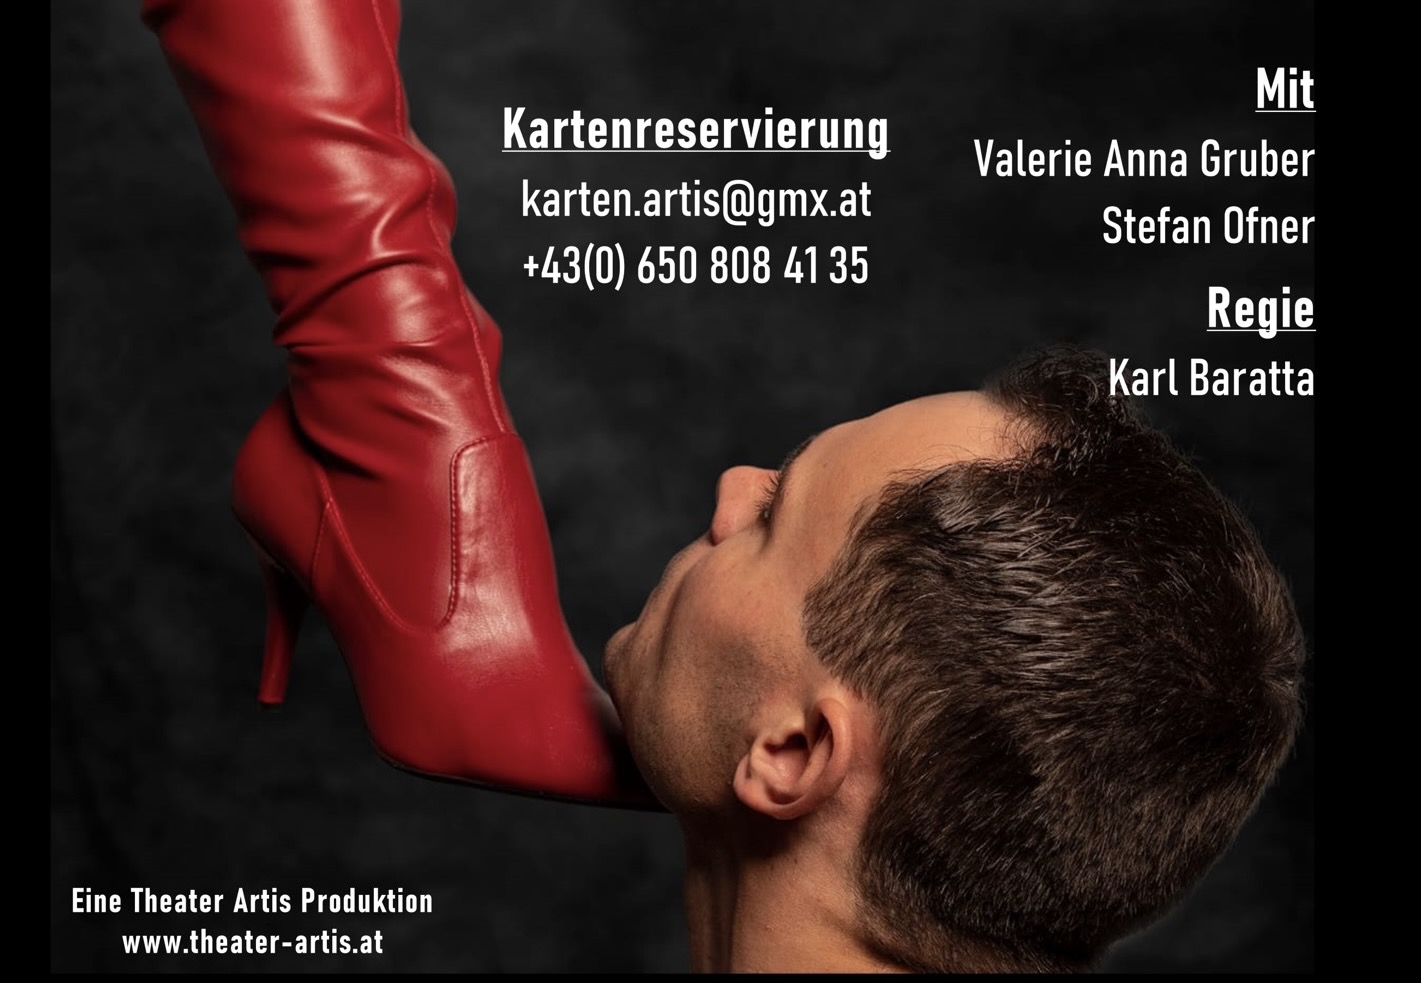 Kartenreservierung
karten.artis@gmx.at
+43(0) 650 808 41 35
Mit
Valerie Anna Gruber
Stefan Ofner
Regie
Karl Baratta
Eine Theater Artis Produktion
www.theater-artis.at